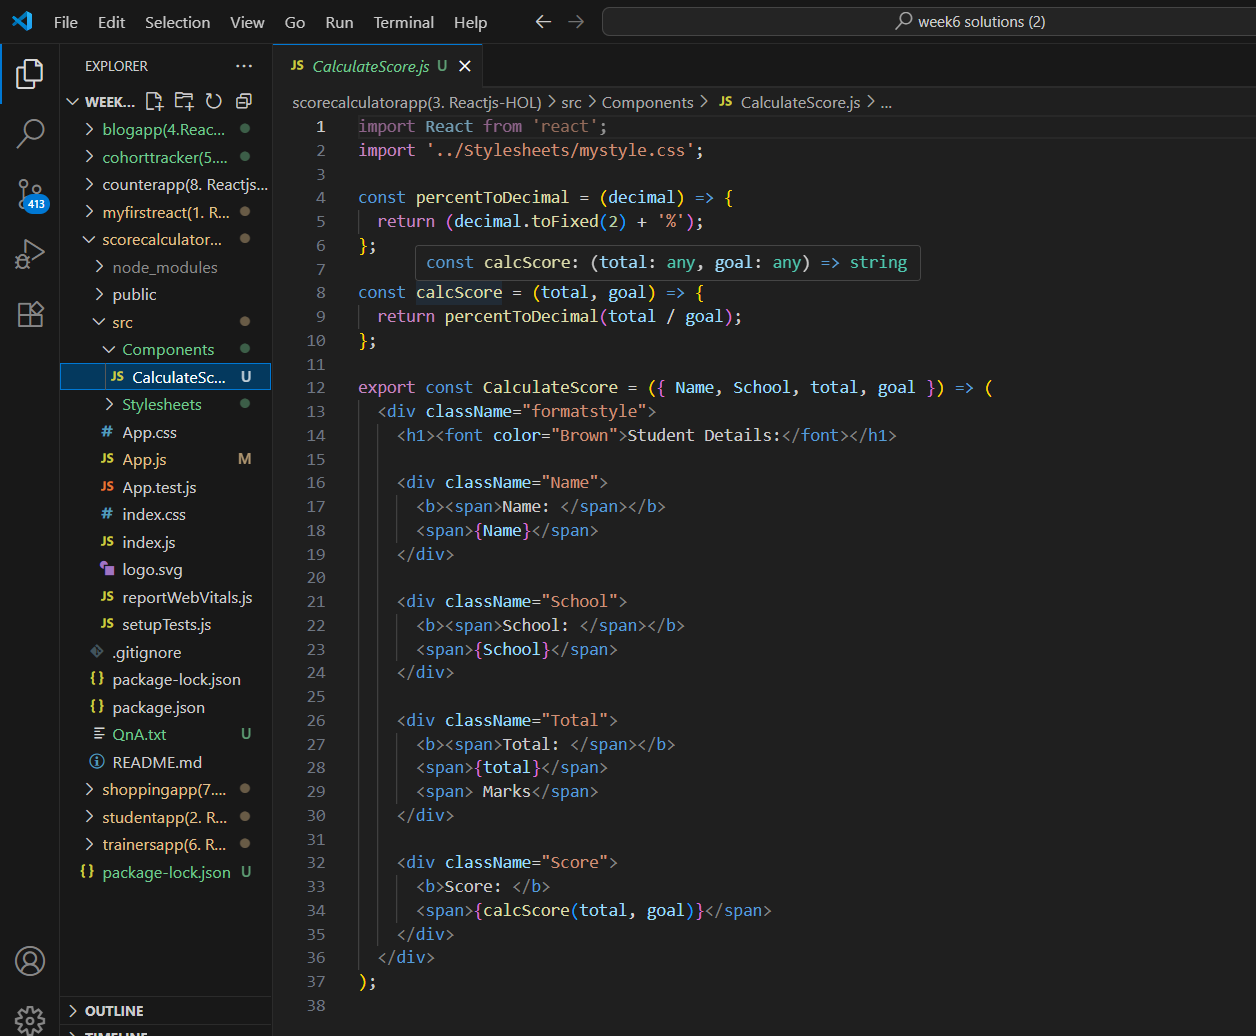 File Edit Selection View Go Run Terminal Help
week6 solutions (2)
EXPLORER
WEEK...
blogapp(4.Reac...
cohorttracker(5....
counterapp(8. Reactjs...
myfirstreact(1. R...
scorecalculator...
node_modules
public
src
Components
JS CalculateSc... U
Stylesheets
# App.css
JS App.js M
JS App.test.js
# index.css
JS index.js
logo.svg
JS reportWebVitals.js
JS setupTests.js
.gitignore
{} package-lock.json
{} package.json
QnA.txt U
README.md
shoppingapp(7....
studentapp(2. R...
trainersapp(6. R...
{} package-lock.json U
OUTLINE
TIMELINE
413
JS CalculateScore.js U
scorecalculatorapp(3. Reactjs-HOL) > src > Components > JS CalculateScore.js > ...
1 import React from 'react';
2 import '../Stylesheets/mystyle.css';
3
4 const percentToDecimal = (decimal) => {
5 return (decimal.toFixed(2) + '%');
6 };
7
const calcScore: (total: any, goal: any) => string
8 const calcScore = (total, goal) => {
9 return percentToDecimal(total / goal);
10 };
11
12 export const CalculateScore = ({ Name, School, total, goal }) => (
13 <div className="formatstyle">
14 <h1><font color="Brown">Student Details:</font></h1>
15
16 <div className="Name">
17 <b><span>Name: </span></b>
18 <span>{Name}</span>
19 </div>
20
21 <div className="School">
22 <b><span>School: </span></b>
23 <span>{School}</span>
24 </div>
25
26 <div className="Total">
27 <b><span>Total: </span></b>
28 <span>{total}</span>
29 <span> Marks</span>
30 </div>
31
32 <div className="Score">
33 <b>Score: </b>
34 <span>{calcScore(total, goal)}</span>
35 </div>
36 </div>
37 );
38